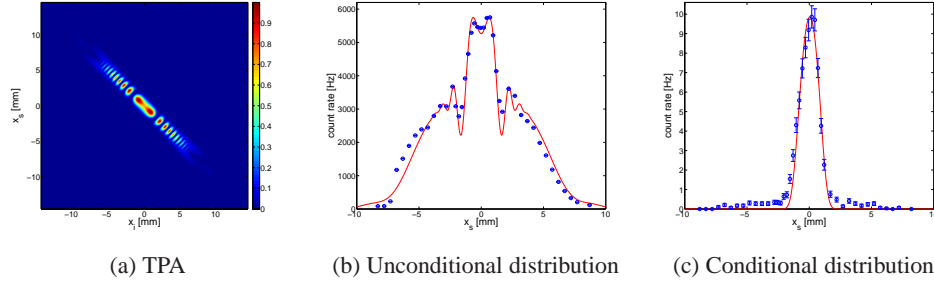 10
5
0
−5
−10
x_s [mm]
−10 −5 0 5 10
x_i [mm]
0.9
0.8
0.7
0.6
0.5
0.4
0.3
0.2
0.1
0
6000
5000
4000
3000
2000
1000
0
count rate [Hz]
−10 −5 0 5 10
x_s [mm]
10
9
8
7
6
5
4
3
2
1
0
count rate [Hz]
−10 −5 0 5 10
x_s [mm]
(a) TPA
(b) Unconditional distribution
(c) Conditional distribution